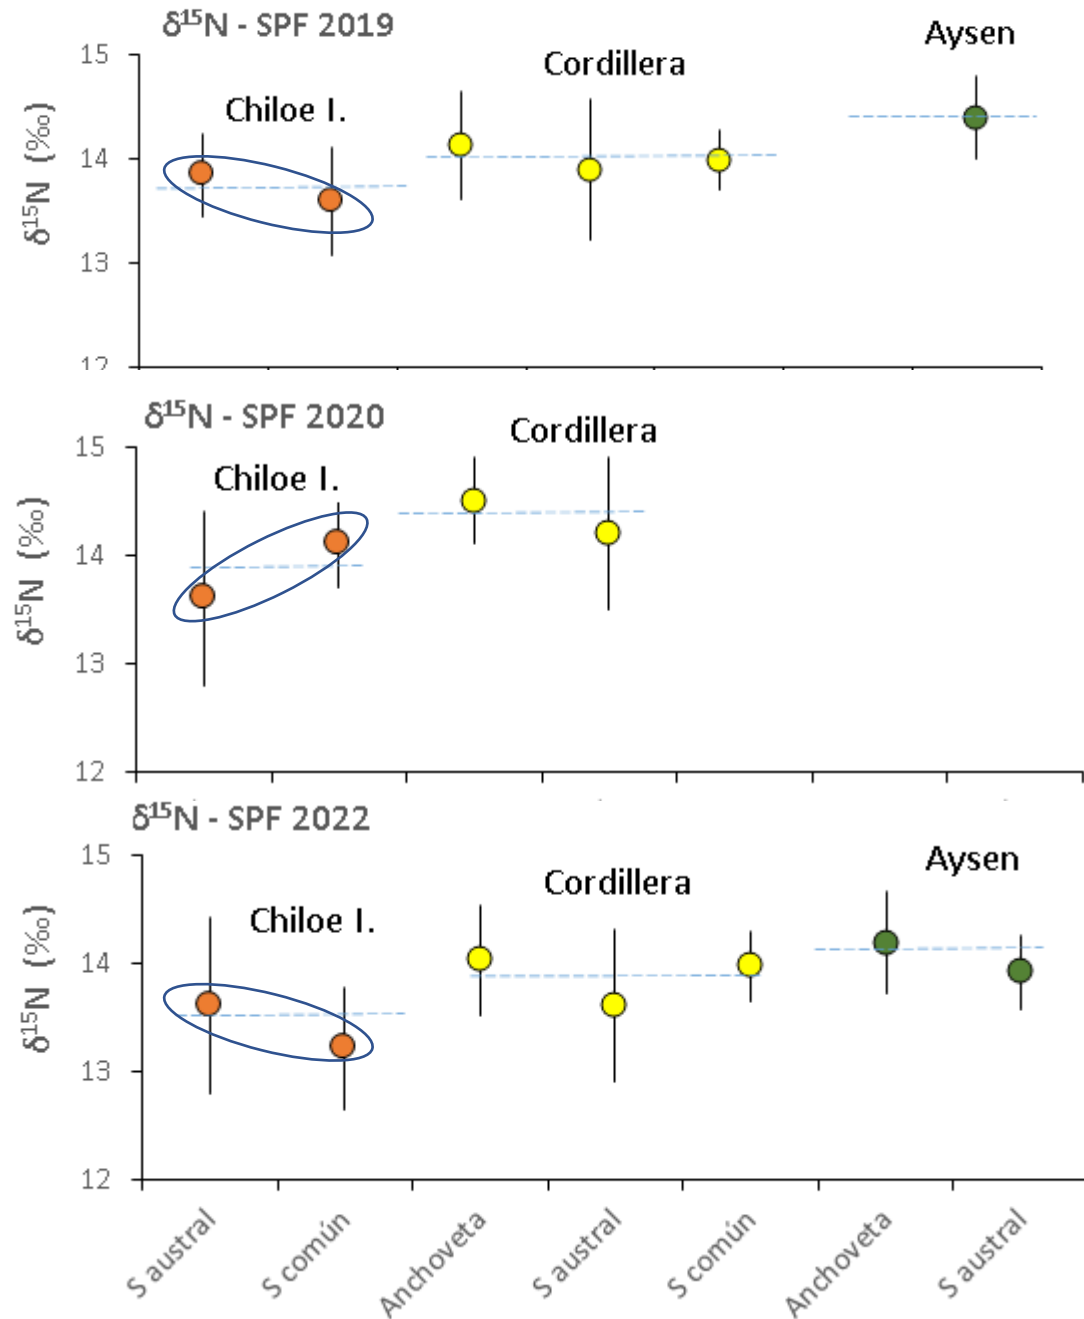 δ¹⁵N - SPF 2019
Aysen
Cordillera
Chiloe I.
δ¹⁵N (‰)
15
14
13
12
δ¹⁵N - SPF 2020
Cordillera
Chiloe I.
δ¹⁵N (‰)
15
14
13
12
δ¹⁵N - SPF 2022
Aysen
Cordillera
Chiloe I.
δ¹⁵N (‰)
15
14
13
12
S austral
S común
Anchoveta
S austral
S común
Anchoveta
S austral